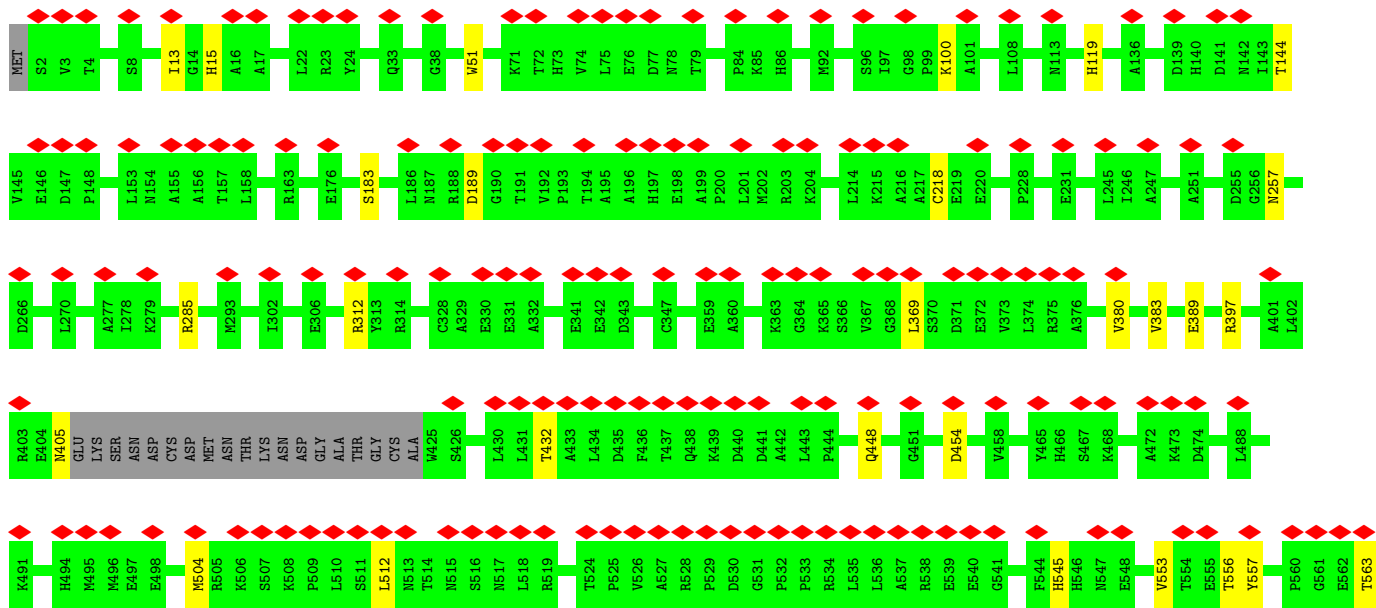 MET S2 V3 T4 S8 I13 G14 H15 A16 A17 L22 R23 Y24 Q33 G38 W51 K71 T72 H73 V74 L75 E76 D77 N78 T79 P84 K85 H86 M92 S96 I97 G98 P99 K100 A101 L108 N113 H119 A136 D139 H140 D141 N142 I143 T144
V145 E146 D147 P148 L153 N154 A155 A156 T157 L158 R163 E176 S183 L186 N187 R188 D189 G190 T191 V192 P193 T194 A195 A196 H197 E198 A199 P200 L201 M202 R203 K204 L214 K215 A216 A217 C218 E219 E220 P228 E231 L245 I246 A247 A251 D255 G256 N257
D266 L270 A277 I278 K279 R285 M293 I302 E306 R312 Y313 R314 C328 A329 E330 E331 A332 E341 E342 D343 C347 E359 A360 K363 G364 K365 S366 V367 G368 L369 S370 D371 E372 V373 L374 R375 A376 V380 V383 E389 R397 A401 L402
R403 E404 N405 GLU LYS SER ASN ASP CYS ASP MET ASN THR LYS ASN ASP GLY ALA THR GLY CYS ALA W425 S426 L430 L431 T432 A433 L434 D435 F436 T437 Q438 K439 D440 D441 A442 L443 P444 Q448 G451 D454 V458 Y465 H466 S467 K468 A472 K473 D474 L488
K491 H494 M495 M496 E497 E498 M504 R505 K506 S507 K508 P509 L510 S511 L512 N513 T514 N515 S516 N517 L518 R519 T524 P525 V526 A527 R528 P529 D530 G531 P532 P533 R534 L535 L536 A537 R538 E539 E540 G541 F544 H545 H546 N547 E548 V553 T554 E555 T556 Y557 P560 G561 E562 T563